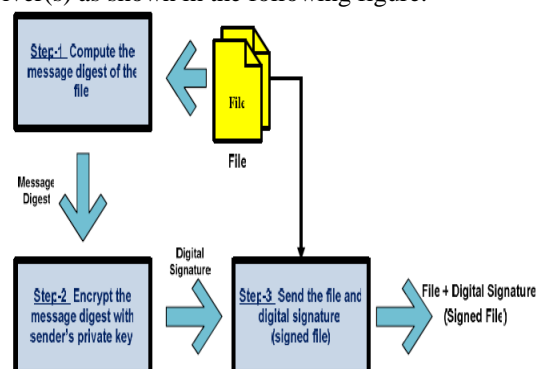 ver(s) as shown in the following figure.
Step-1 Compute the
message digest of the
file
File
File
Message
Digest
Digital
Signature
Step-2 Encrypt the
message digest with
sender's private key
Step-3 Send the file and
digital signature
(signed file)
File + Digital Signature
(Signed File)